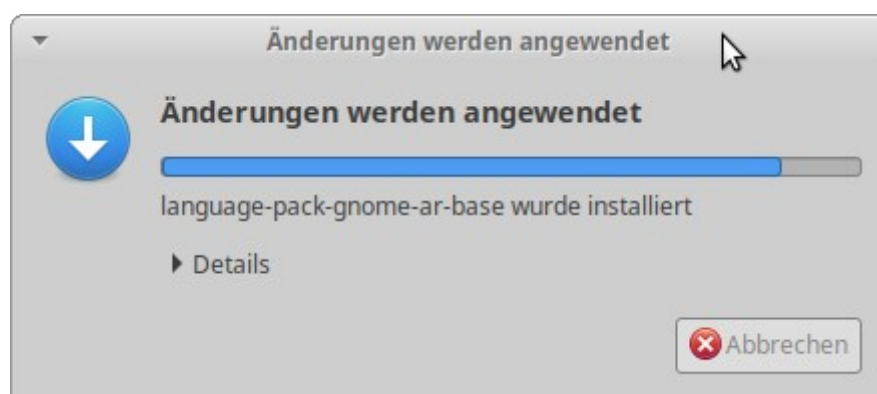 Änderungen werden angewendet
Änderungen werden angewendet
language-pack-gnome-ar-base wurde installiert
Details
Abbrechen